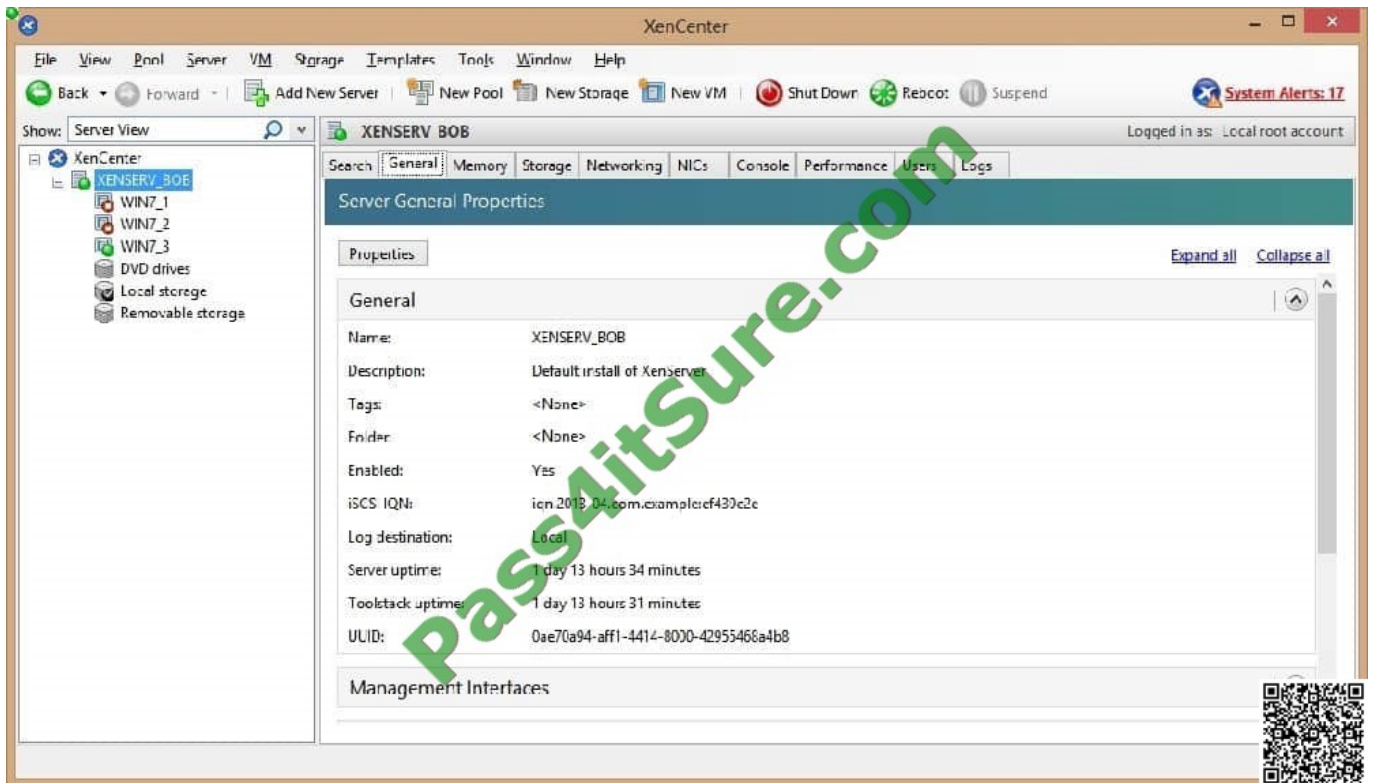 XenCenter
File View Pool Server VM Storage Templates Tools Window Help
Back Forward Add New Server New Pool New Storage New VM Shut Down Reboot Suspend System Alerts: 17
Show: Server View
XENSERV_BOB Logged in as: Local root account
XenCenter
XENSERV_BOB
WIN7_1
WIN7_2
WIN7_3
DVD drives
Local storage
Removable storage
Search General Memory Storage Networking NICs Console Performance Users Logs
Server General Properties
Properties Expand all Collapse all
General
Name: XENSERV_BOB
Description: Default install of XenServer
Tags: <None>
Folder <None>
Enabled: Yes
iSCSI IQN:
Log destination: Local
Server uptime: 1 day 13 hours 34 minutes
Toolstack uptime: 1 day 13 hours 31 minutes
UUID: 0ae70a94-aff1-4414-8000-42955468a4b8
Management Interfaces
Pass4itSure.com